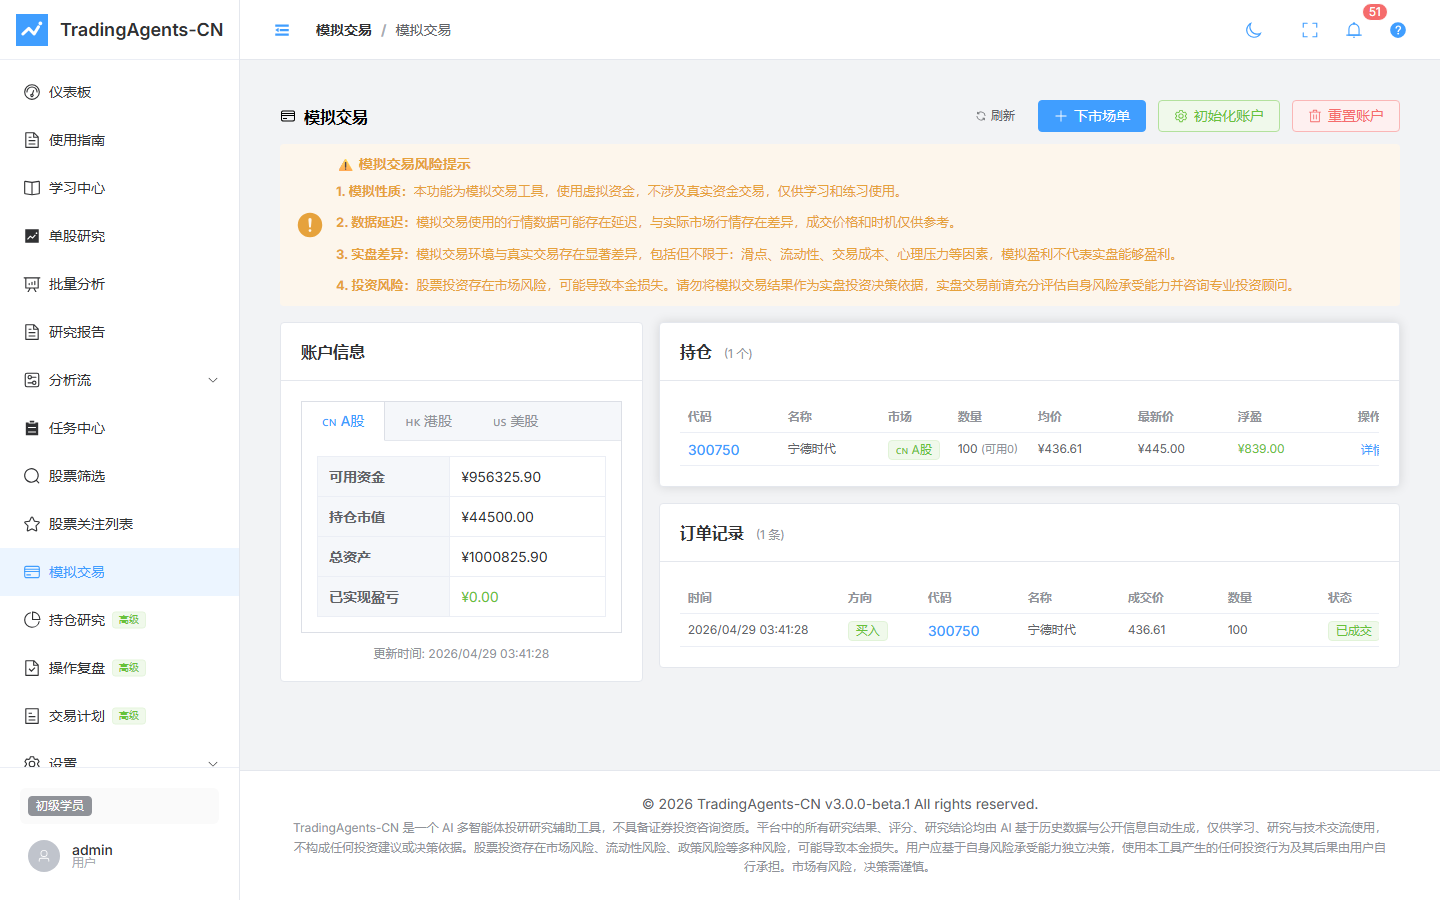 TradingAgents-CN
模拟交易 / 模拟交易
51
仪表板
使用指南
学习中心
单股研究
批量分析
研究报告
分析流
任务中心
股票筛选
股票关注列表
模拟交易
持仓研究 高级
操作复盘 高级
交易计划 高级
设置
初级学员
admin
用户
模拟交易
刷新
下市场单
初始化账户
重置账户
模拟交易风险提示
1. 模拟性质：本功能为模拟交易工具，使用虚拟资金，不涉及真实资金交易，仅供学习和练习使用。
2. 数据延迟：模拟交易使用的行情数据可能存在延迟，与实际市场行情存在差异，成交价格和时机仅供参考。
3. 实盘差异：模拟交易环境与真实交易存在显著差异，包括但不限于：滑点、流动性、交易成本、心理压力等因素，模拟盈利不代表实盘能够盈利。
4. 投资风险：股票投资存在市场风险，可能导致本金损失。请勿将模拟交易结果作为实盘投资决策依据，实盘交易前请充分评估自身风险承受能力并咨询专业投资顾问。
账户信息
CN A股 HK 港股 US 美股
可用资金 ¥956325.90
持仓市值 ¥44500.00
总资产 ¥1000825.90
已实现盈亏 ¥0.00
更新时间: 2026/04/29 03:41:28
持仓 (1 个)
代码 名称 市场 数量 均价 最新价 浮盈 操作
300750 宁德时代 CN A股 100 (可用0) ¥436.61 ¥445.00 ¥839.00 详情
订单记录 (1 条)
时间 方向 代码 名称 成交价 数量 状态
2026/04/29 03:41:28 买入 300750 宁德时代 436.61 100 已成交
© 2026 TradingAgents-CN v3.0.0-beta.1 All rights reserved.
TradingAgents-CN 是一个 AI 多智能体投研研究辅助工具，不具备证券投资咨询资质。平台中的所有研究结果、评分、研究结论均由 AI 基于历史数据与公开信息自动生成，仅供学习、研究与技术交流使用，
不构成任何投资建议或决策依据。股票投资存在市场风险、流动性风险、政策风险等多种风险，可能导致本金损失。用户应基于自身风险承受能力独立决策，使用本工具产生的任何投资行为及其后果由用户自
行承担。市场有风险，决策需谨慎。